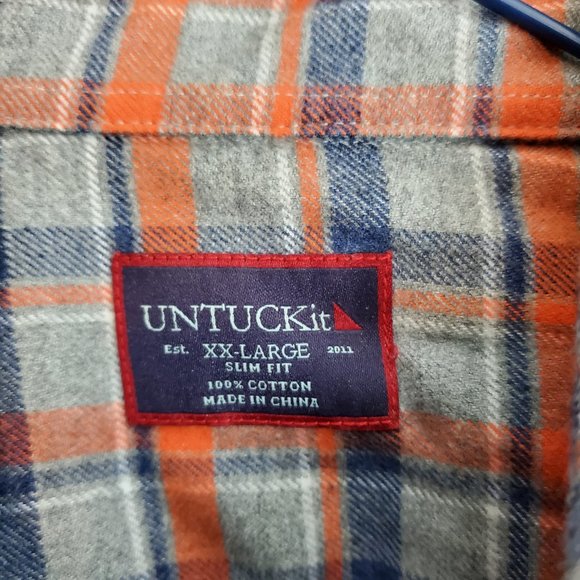 UNTUCKit
Est. XX-LARGE 2011
SLIM FIT
100% COTTON
MADE IN CHINA